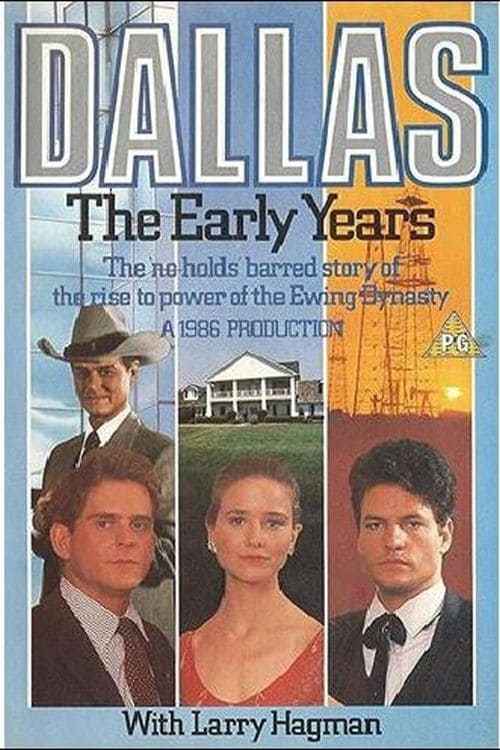 DALLAS
The Early Years
The 'no-holds' barred story of
the rise to power of the Ewing Dynasty
A 1986 PRODUCTION
PG
With Larry Hagman